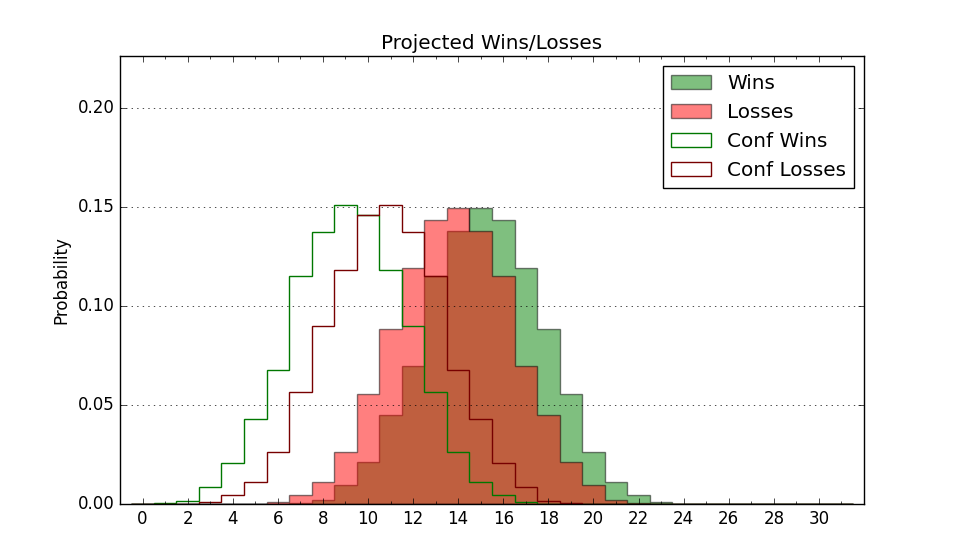 Projected Wins/Losses
Wins
Losses
Conf Wins
Conf Losses
Probability
0.20
0.15
0.10
0.05
0.00
0 2 4 6 8 10 12 14 16 18 20 22 24 26 28 30